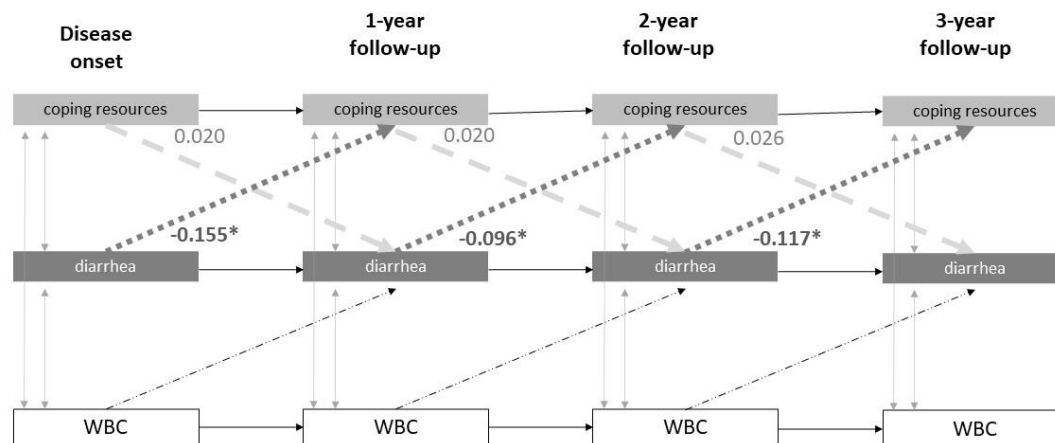 Disease
onset
1-year
follow-up
2-year
follow-up
3-year
follow-up
coping resources
coping resources
coping resources
coping resources
0.020
0.020
0.026
-0.155*
-0.096*
-0.117*
diarrhea
diarrhea
diarrhea
diarrhea
WBC
WBC
WBC
WBC